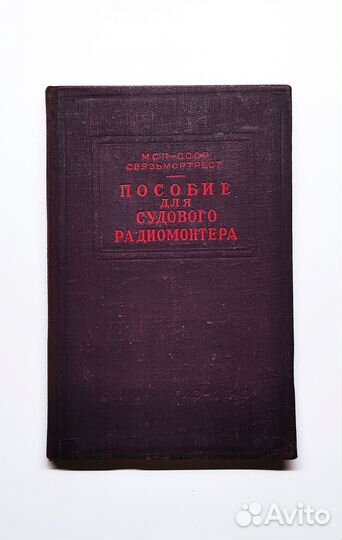 МСП–СССР
СВЯЗЬМОРТРЕСТ
ПОСОБИЕ
ДЛЯ
СУДОВОГО
РАДИОМОНТЕРА
Avito